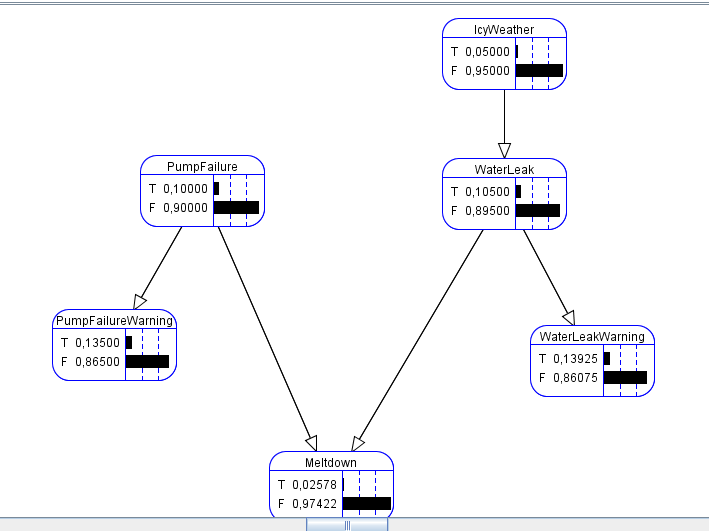 IcyWeather
T 0,05000
F 0,95000
PumpFailure
T 0,10000
F 0,90000
WaterLeak
T 0,10500
F 0,89500
PumpFailureWarning
T 0,13500
F 0,86500
WaterLeakWarning
T 0,13925
F 0,86075
Meltdown
T 0,02578
F 0,97422